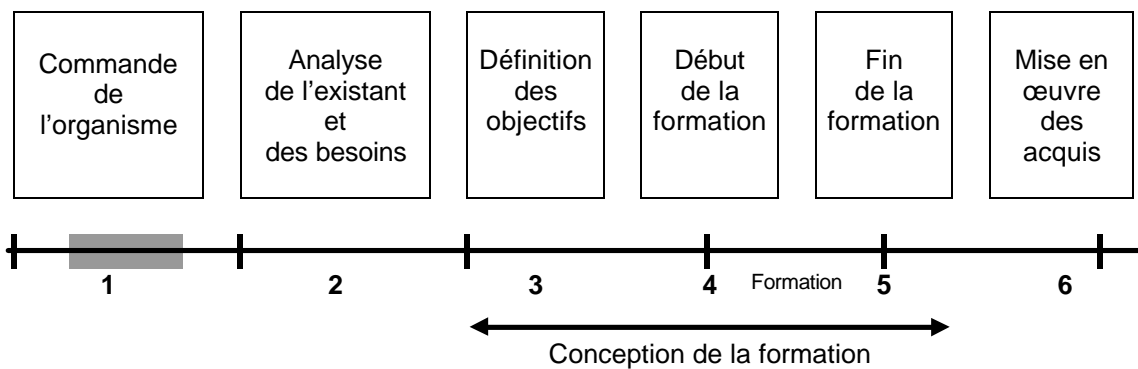 Commande
de
l'organisme
Analyse
de l'existant
et
des besoins
Définition
des
objectifs
Début
de la
formation
Fin
de la
formation
Mise en
œuvre
des
acquis
1 2 3 4 Formation 5 6
Conception de la formation